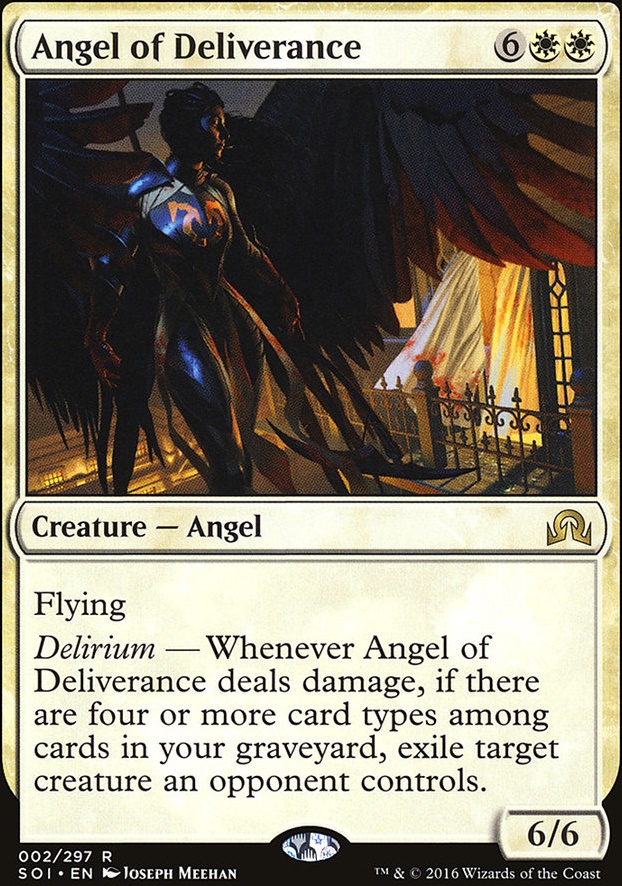 Angel of Deliverance 6
Creature — Angel
Flying
Delirium — Whenever Angel of
Deliverance deals damage, if there
are four or more card types among
cards in your graveyard, exile target
creature an opponent controls.
6/6
002/297 R
SOI • EN Joseph Meehan
™ & © 2016 Wizards of the Coast